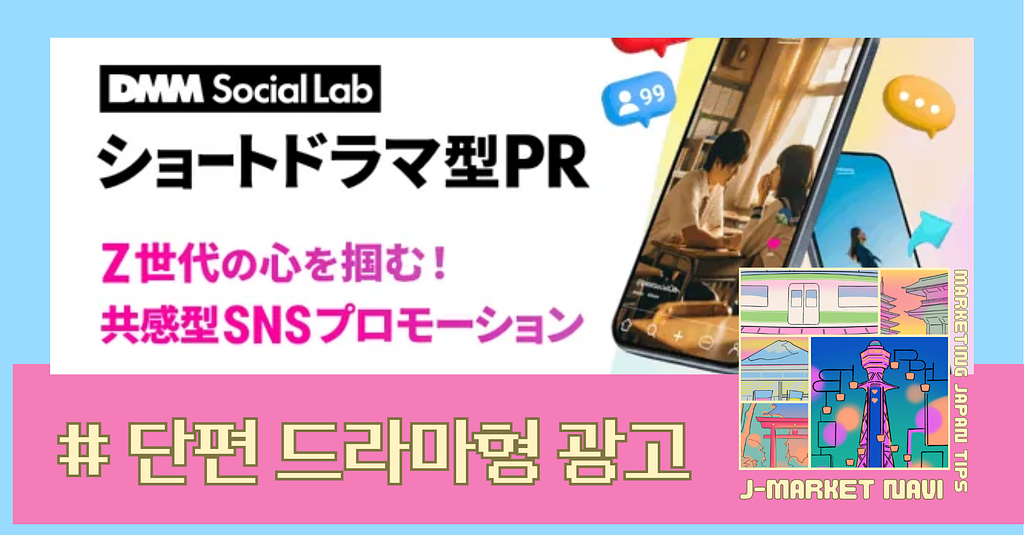 DMM Social Lab
ショートドラマ型PR
Z世代の心を掴む！
共感型SNSプロモーション
99
# 단편 드라마형 광고
MARKETING JAPAN TIPS
J-MARKET NAVI